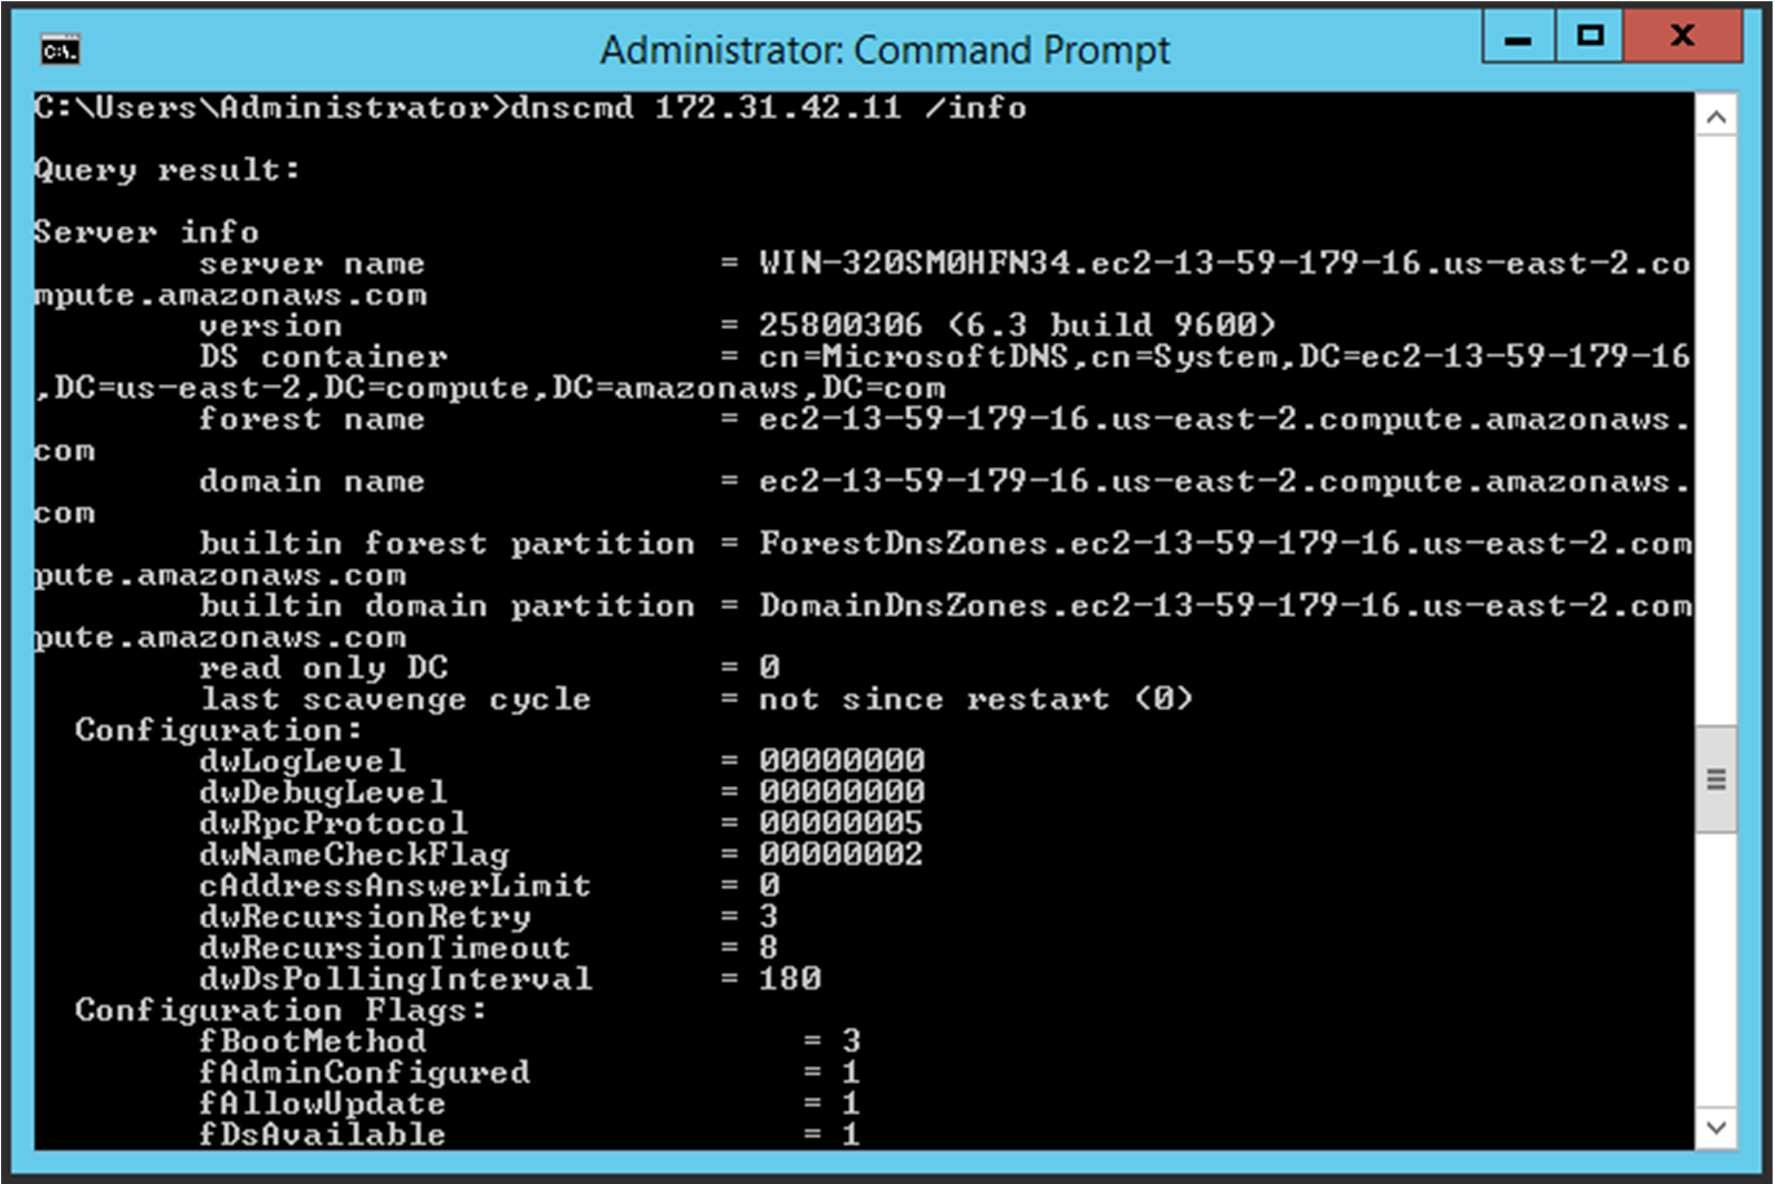 Administrator: Command Prompt
C:\Users\Administrator>dnscmd 172.31.42.11 /info
Query result:
Server info
server name = WIN-320SM0HFN34.ec2-13-59-179-16.us-east-2.co
mpute.amazonaws.com
version = 25800306 (6.3 build 9600)
DS container = cn=MicrosoftDNS,cn=System,DC=ec2-13-59-179-16
,DC=us-east-2,DC=compute,DC=amazonaws,DC=com
forest name = ec2-13-59-179-16.us-east-2.compute.amazonaws.
com
domain name = ec2-13-59-179-16.us-east-2.compute.amazonaws.
com
builtin forest partition = ForestDnsZones.ec2-13-59-179-16.us-east-2.com
pute.amazonaws.com
builtin domain partition = DomainDnsZones.ec2-13-59-179-16.us-east-2.com
pute.amazonaws.com
read only DC = 0
last scavenge cycle = not since restart (0)
Configuration:
dwLogLevel = 00000000
dwDebugLevel = 00000000
dwRpcProtocol = 00000005
dwNameCheckFlag = 00000002
cAddressAnswerLimit = 0
dwRecursionRetry = 3
dwRecursionTimeout = 8
dwDsPollingInterval = 180
Configuration Flags:
fBootMethod = 3
fAdminConfigured = 1
fAllowUpdate = 1
fDsAvailable = 1